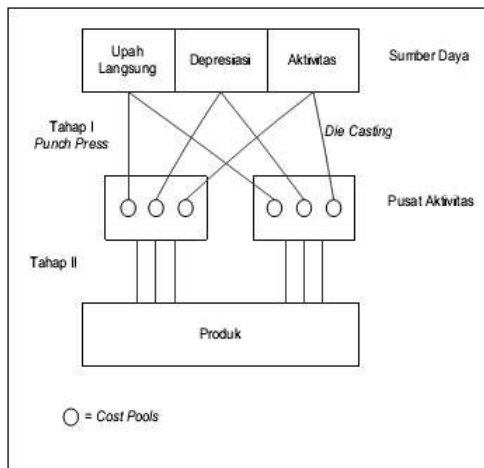 Upah
Langsung
Depresiasi
Aktivitas
Sumber Daya
Tahap I
Punch Press
Die Casting
Pusat Aktivitas
Tahap II
Produk
= Cost Pools